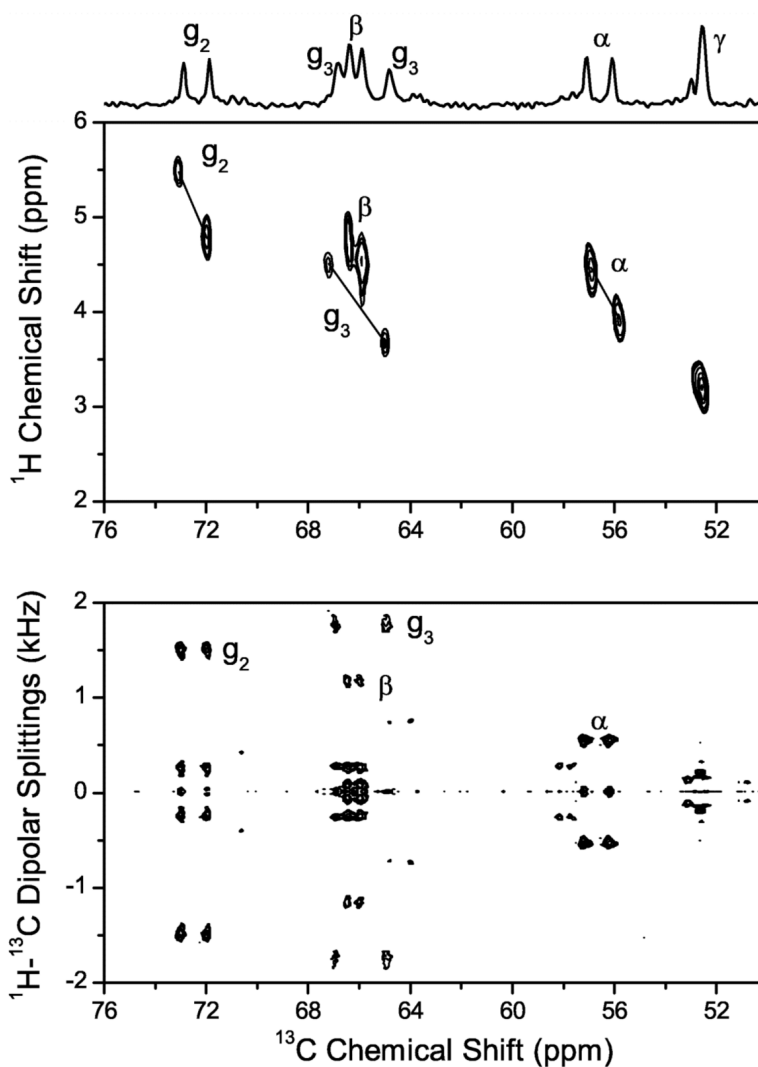 g₂
g₃
β
g₃
α
γ
¹H Chemical Shift (ppm)
6
5
4
3
2
g₂
β
g₃
α
76 72 68 64 60 56 52
¹H-¹³C Dipolar Splittings (kHz)
2
1
0
-1
-2
g₂
g₃
β
α
76 72 68 64 60 56 52
¹³C Chemical Shift (ppm)